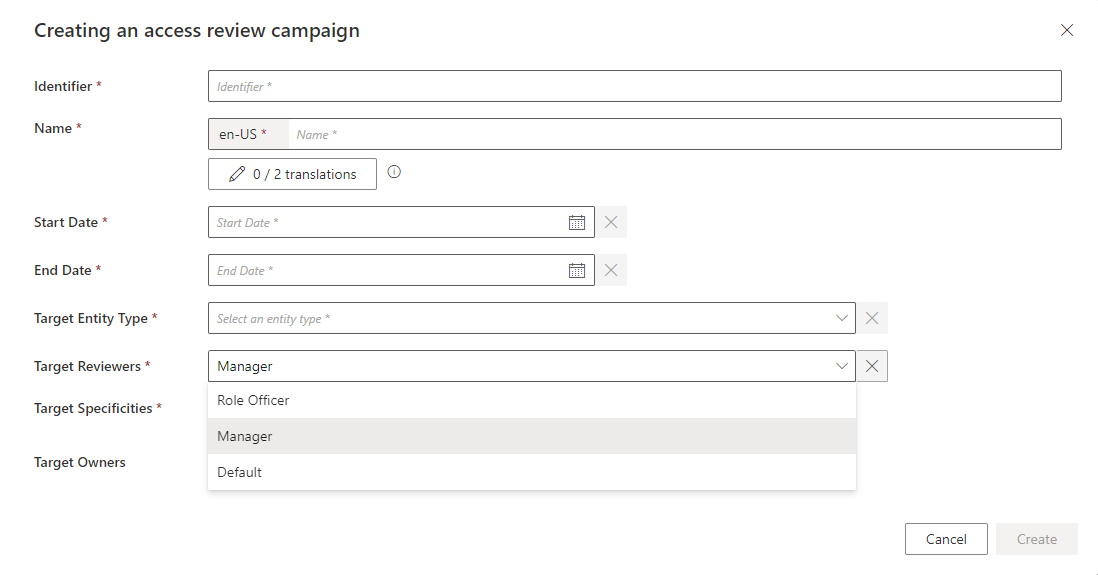 Creating an access review campaign
Identifier *
Identifier *
Name *
en-US *
Name *
0 / 2 translations
Start Date *
Start Date *
End Date *
End Date *
Target Entity Type *
Select an entity type *
Target Reviewers *
Manager
Role Officer
Target Specificities *
Manager
Target Owners
Default
Cancel
Create